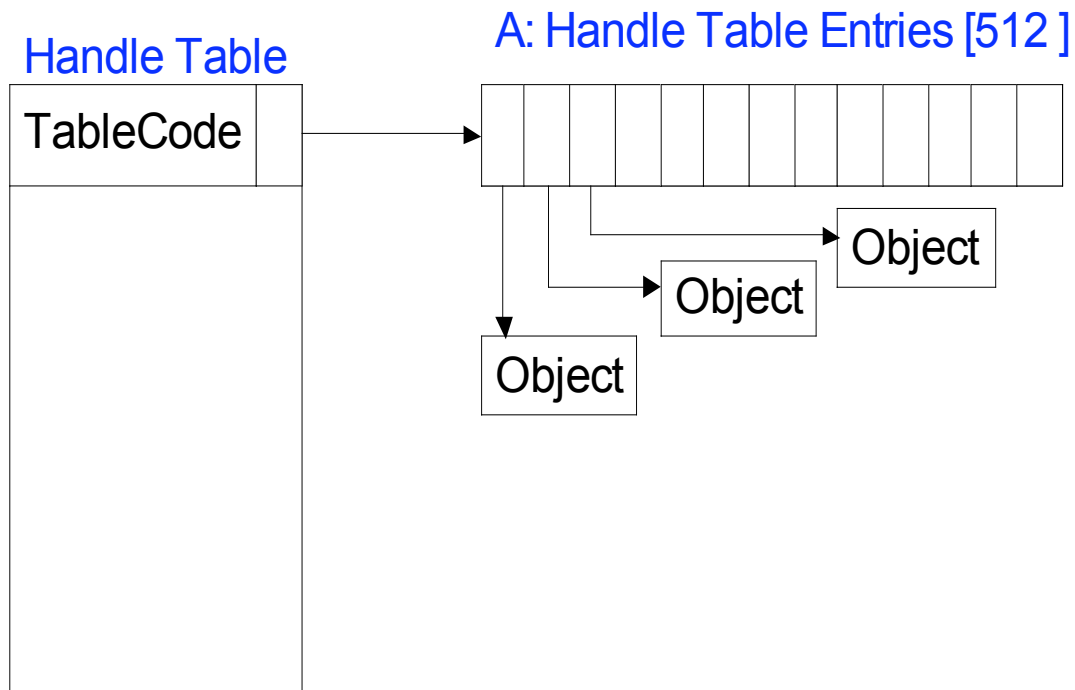 Handle Table
A: Handle Table Entries [512 ]
TableCode
Object
Object
Object